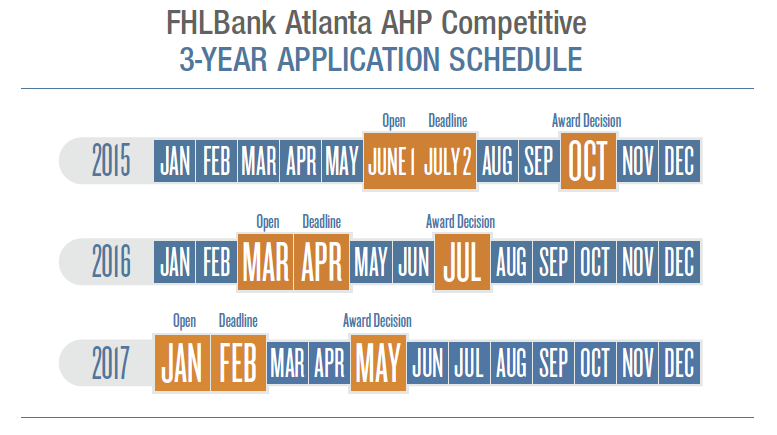 FHLBank Atlanta AHP Competitive
3-YEAR APPLICATION SCHEDULE
Open Deadline Award Decision
2015 JAN FEB MAR APR MAY JUNE 1 JULY 2 AUG SEP OCT NOV DEC
Open Deadline Award Decision
2016 JAN FEB MAR APR MAY JUN JUL AUG SEP OCT NOV DEC
Open Deadline Award Decision
2017 JAN FEB MAR APR MAY JUN JUL AUG SEP OCT NOV DEC